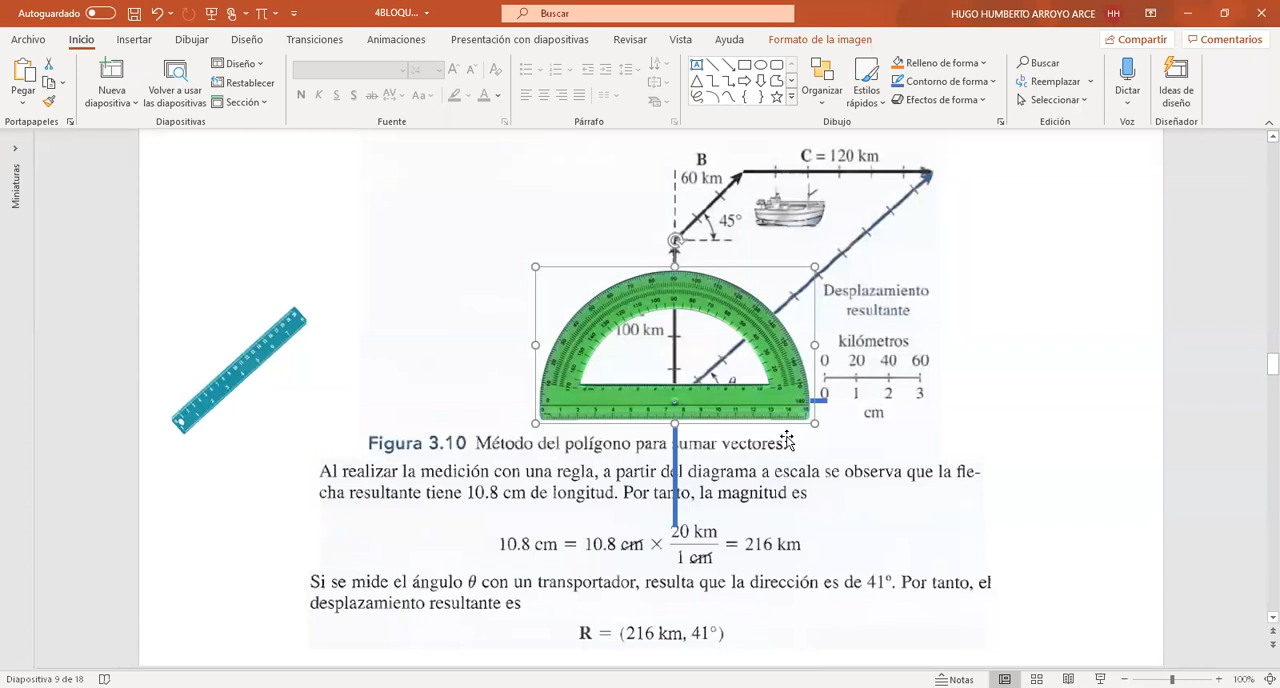 Autoguardado
4BLOQU...
Buscar
HUGO HUMBERTO ARROYO ARCE
HH
Archivo Inicio Insertar Dibujar Diseño Transiciones Animaciones Presentación con diapositivas Revisar Vista Ayuda Formato de la imagen
Compartir Comentarios
Pegar
Nueva diapositiva
Volver a usar las diapositivas
Diseño
Restablecer
Sección
24
N K S S ab AV Aa A
Organizar
Estilos rápidos
Relleno de forma
Contorno de forma
Efectos de forma
Buscar
Reemplazar
Seleccionar
Dictar
Ideas de diseño
Portapapeles Diapositivas Fuente Párrafo Dibujo Edición Voz Diseñador
Miniaturas
B
60 km
C = 120 km
45°
100 km
θ
Desplazamiento
resultante
kilómetros
0 20 40 60
0 1 2 3
cm
Figura 3.10 Método del polígono para sumar vectores.
Al realizar la medición con una regla, a partir del diagrama a escala se observa que la fle-
cha resultante tiene 10.8 cm de longitud. Por tanto, la magnitud es
10.8 cm = 10.8 cm × 20 km / 1 cm = 216 km
Si se mide el ángulo θ con un transportador, resulta que la dirección es de 41º. Por tanto, el
desplazamiento resultante es
R = (216 km, 41°)
Diapositiva 9 de 18
Notas
100%